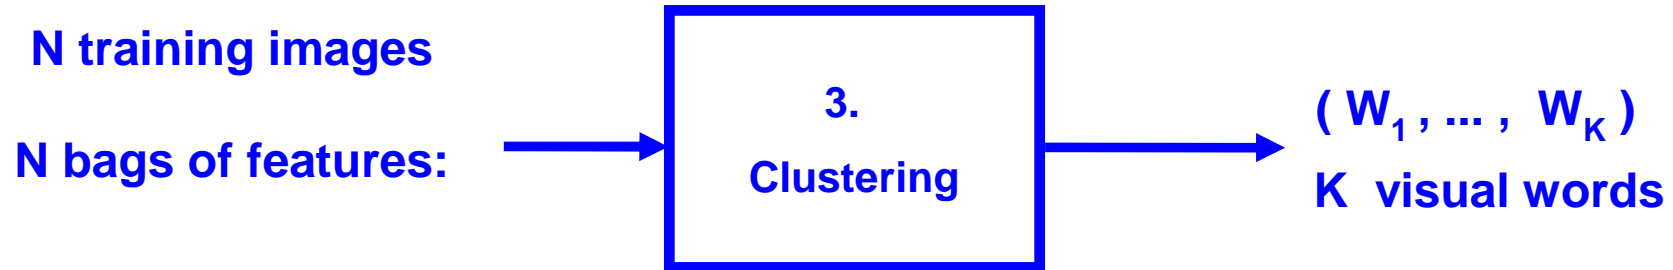 N training images
N bags of features:
3.
Clustering
( W1 , ... , WK )
K visual words